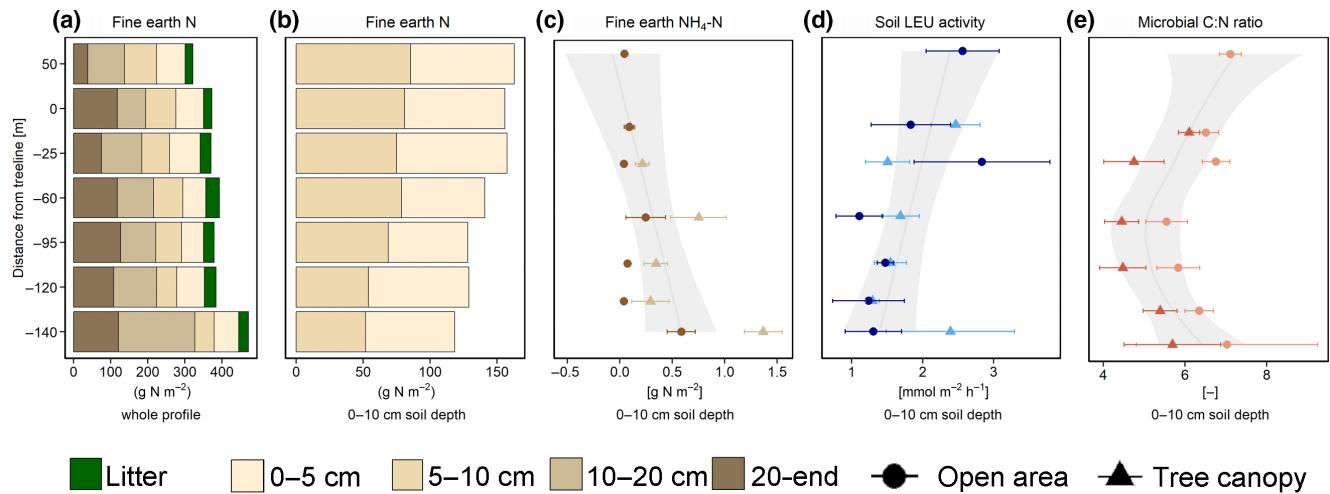 (a) Fine earth N
(b) Fine earth N
(c) Fine earth NH₄-N
(d) Soil LEU activity
(e) Microbial C:N ratio
Distance from treeline [m]
50
0
−25
−60
−95
−120
−140
0 100 200 300 400
(g N m⁻²)
whole profile
0 50 100 150
(g N m⁻²)
0–10 cm soil depth
−0.5 0.0 0.5 1.0 1.5
[g N m⁻²]
0–10 cm soil depth
1 2 3
[mmol m⁻² h⁻¹]
0–10 cm soil depth
4 6 8
[–]
0–10 cm soil depth
Litter 0–5 cm 5–10 cm 10–20 cm 20-end Open area Tree canopy